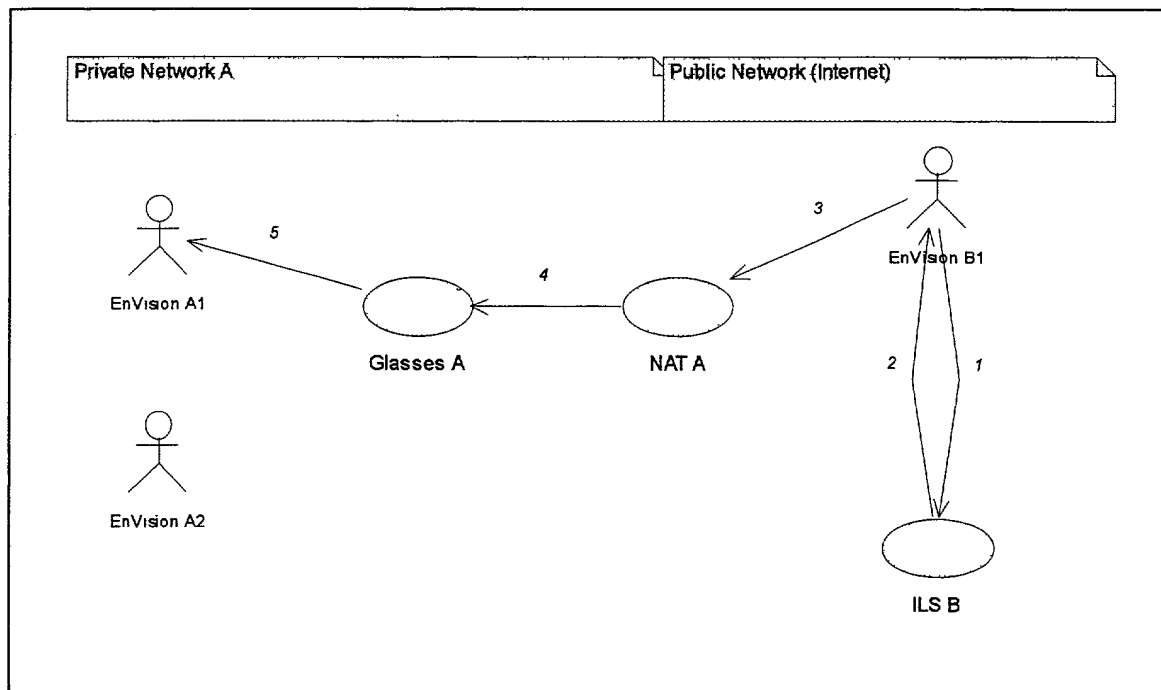 Private Network A
Public Network (Internet)
3
EnVision B1
5
EnVision A1
4
Glasses A
NAT A
2
1
EnVision A2
ILS B